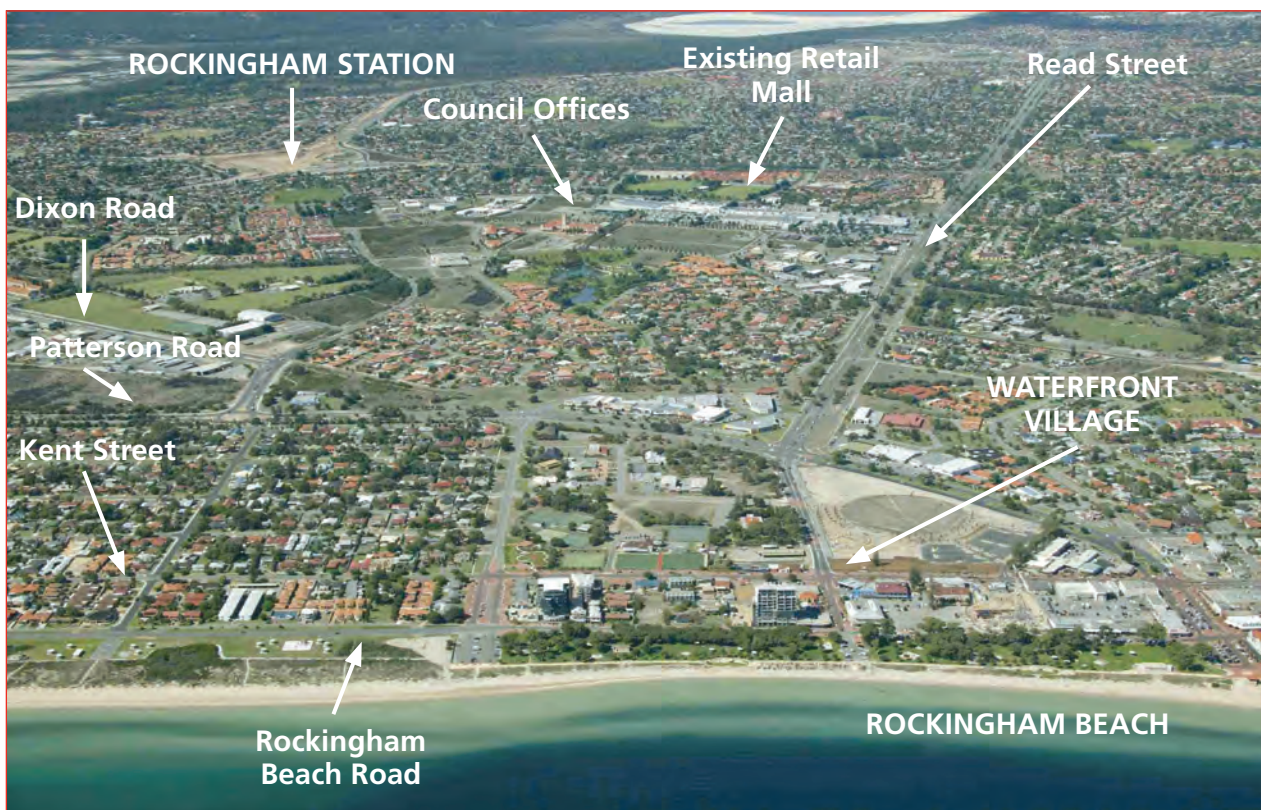 ROCKINGHAM STATION
Existing Retail
Mall
Read Street
Council Offices
Dixon Road
Patterson Road
WATERFRONT
VILLAGE
Kent Street
ROCKINGHAM BEACH
Rockingham
Beach Road